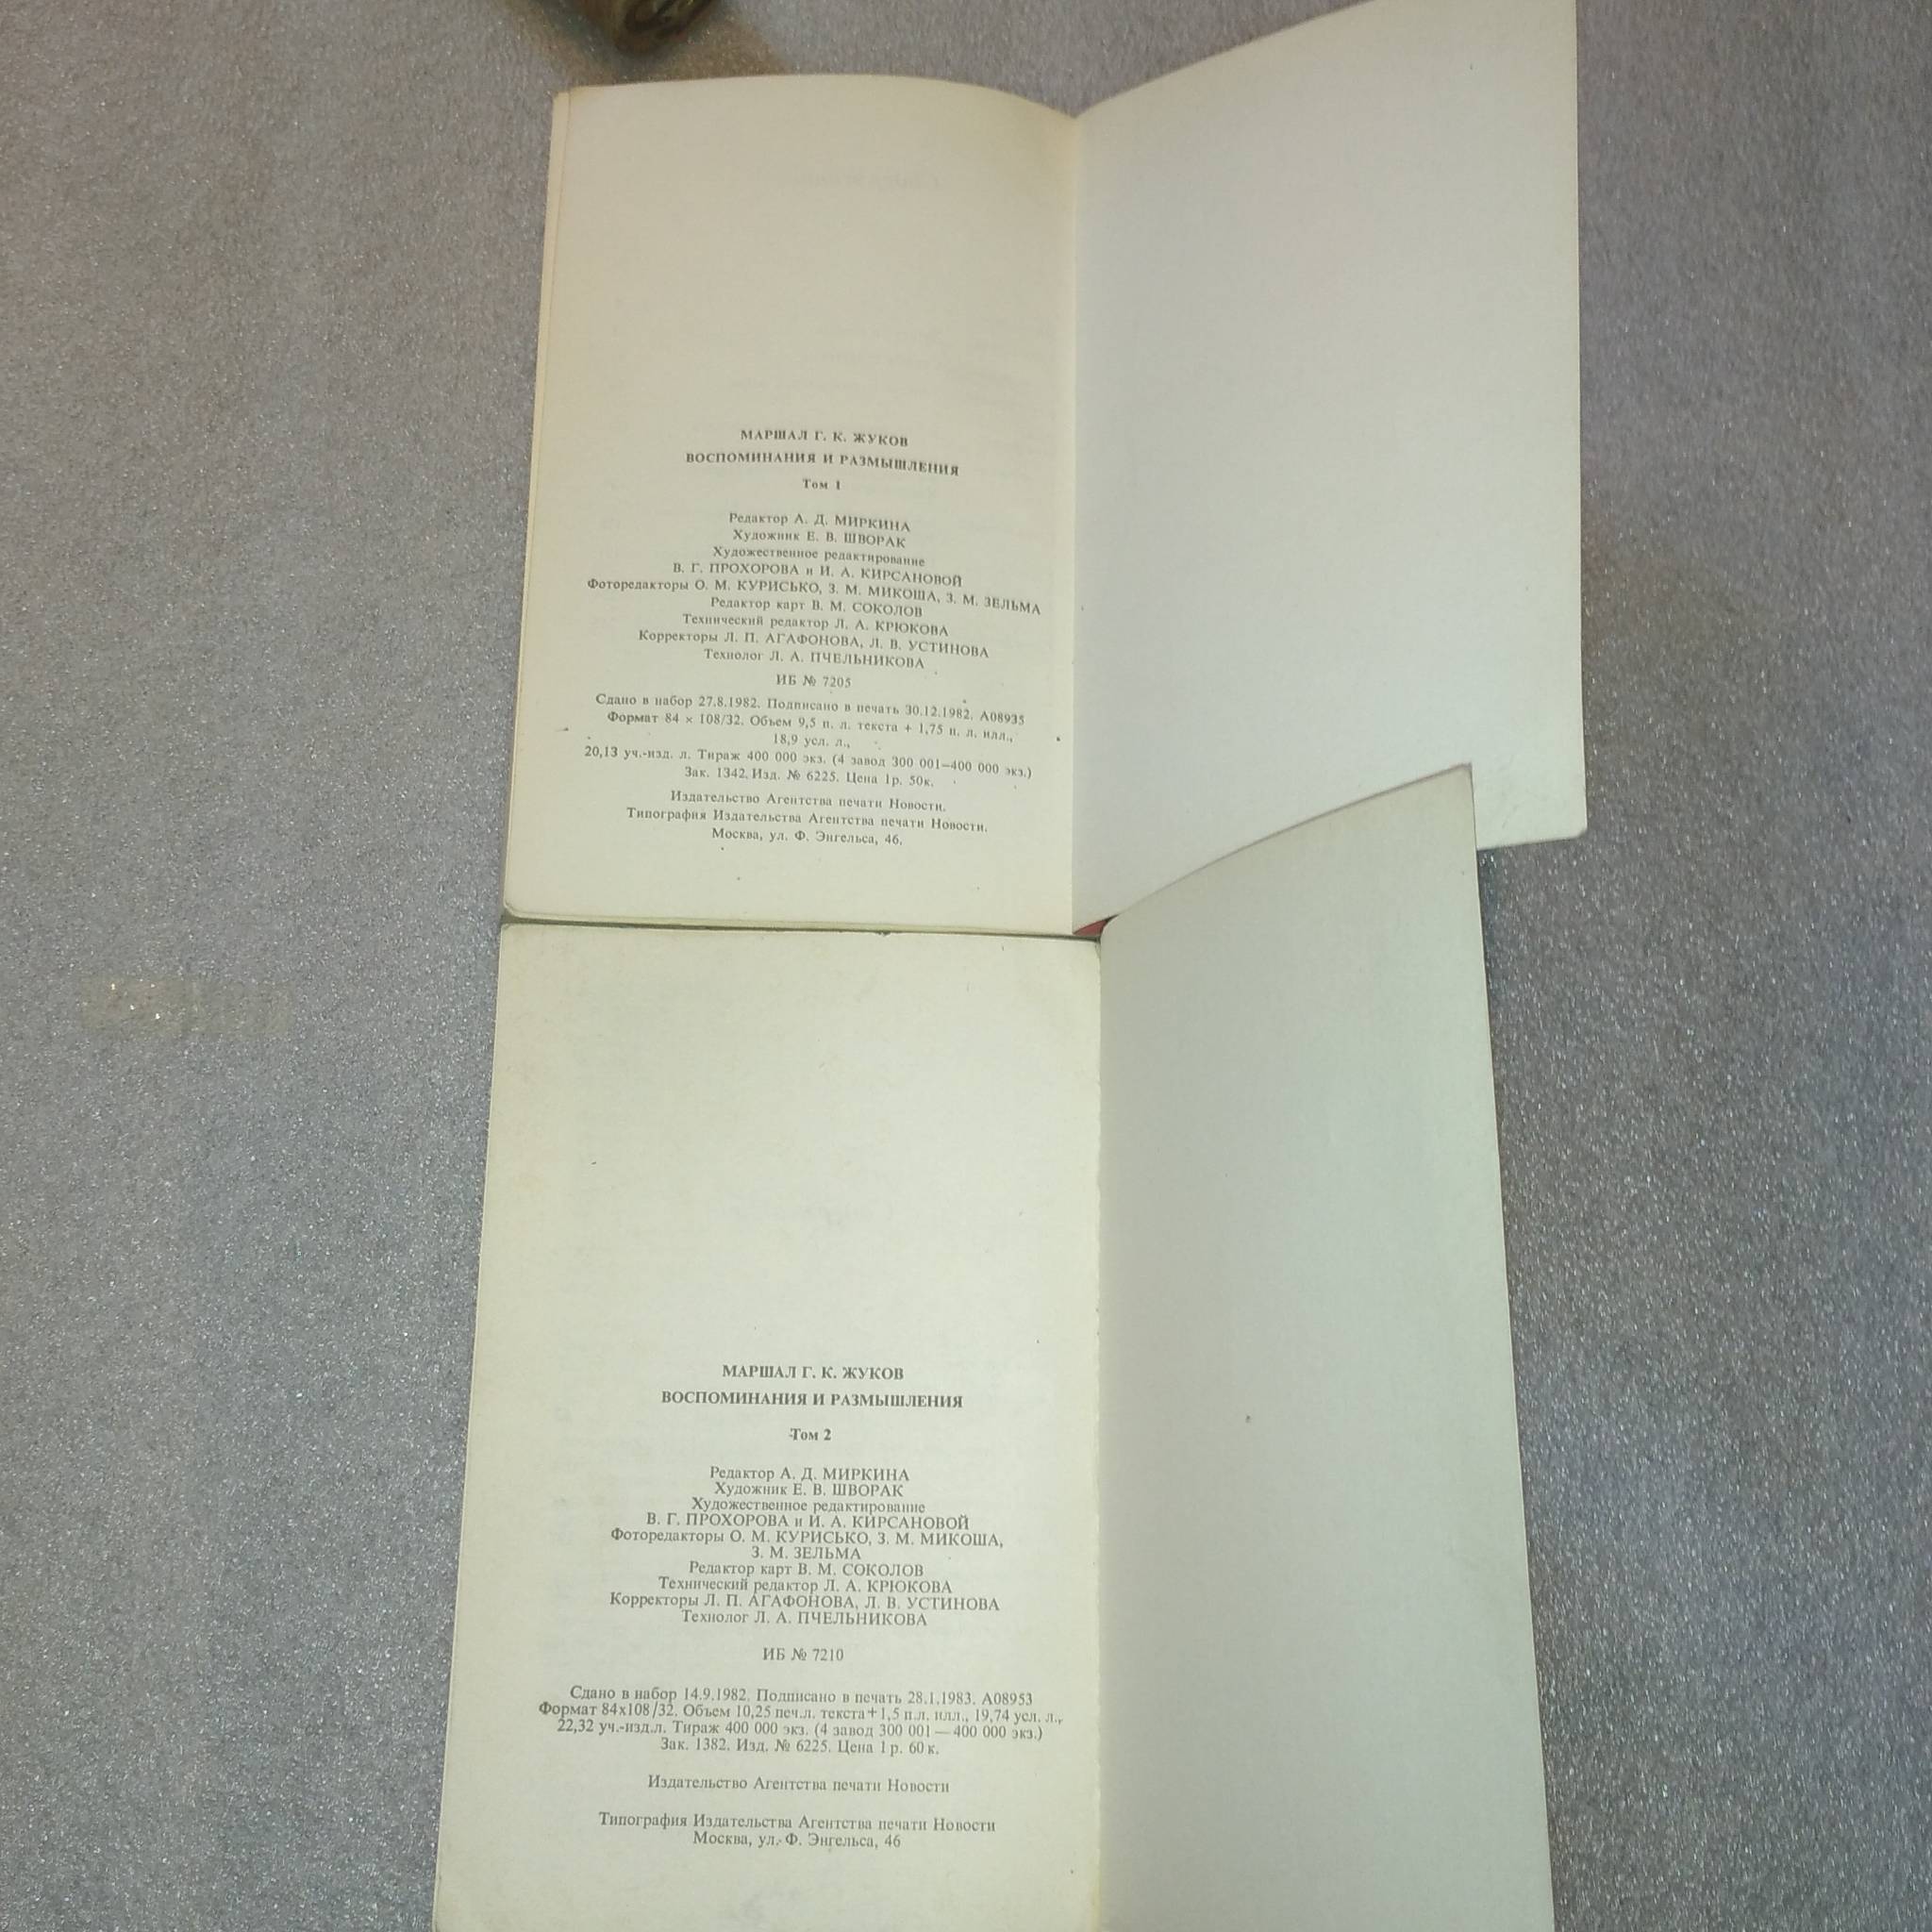 МАРШАЛ Г. К. ЖУКОВ
ВОСПОМИНАНИЯ И РАЗМЫШЛЕНИЯ
Том 1
Редактор А. Д. МИРКИНА
Художник Е. В. ШВОРАК
Художественное редактирование
В. Г. ПРОХОРОВА и И. А. КИРСАНОВОЙ
Фоторедакторы О. М. КУРИСЬКО, З. М. МИКОША, З. М. ЗЕЛЬМА
Редактор карт В. М. СОКОЛОВ
Технический редактор Л. А. КРЮКОВА
Корректоры Л. П. АГАФОНОВА, Л. В. УСТИНОВА
Технолог Л. А. ПЧЕЛЬНИКОВА
ИБ № 7205
Сдано в набор 27.8.1982. Подписано в печать 30.12.1982. А08935
Формат 84 × 108/32. Объем 9,5 п. л. текста + 1,75 п. л. илл.,
18,9 усл. л.,
20,13 уч.-изд. л. Тираж 400 000 экз. (4 завод 300 001—400 000 экз.)
Зак. 1342. Изд. № 6225. Цена 1р. 50к.
Издательство Агентства печати Новости.
Типография Издательства Агентства печати Новости.
Москва, ул. Ф. Энгельса, 46.
МАРШАЛ Г. К. ЖУКОВ
ВОСПОМИНАНИЯ И РАЗМЫШЛЕНИЯ
Том 2
Редактор А. Д. МИРКИНА
Художник Е. В. ШВОРАК
Художественное редактирование
В. Г. ПРОХОРОВА и И. А. КИРСАНОВОЙ
Фоторедакторы О. М. КУРИСЬКО, З. М. МИКОША,
З. М. ЗЕЛЬМА
Редактор карт В. М. СОКОЛОВ
Технический редактор Л. А. КРЮКОВА
Корректоры Л. П. АГАФОНОВА, Л. В. УСТИНОВА
Технолог Л. А. ПЧЕЛЬНИКОВА
ИБ № 7210
Сдано в набор 14.9.1982. Подписано в печать 28.1.1983. А08953
Формат 84х108/32. Объем 10,25 печ.л. текста+1,5 п.л. илл., 19,74 усл. л.,
22,32 уч.-изд.л. Тираж 400 000 экз. (4 завод 300 001 — 400 000 экз.)
Зак. 1382. Изд. № 6225. Цена 1р. 60к.
Издательство Агентства печати Новости
Типография Издательства Агентства печати Новости
Москва, ул. Ф. Энгельса, 46